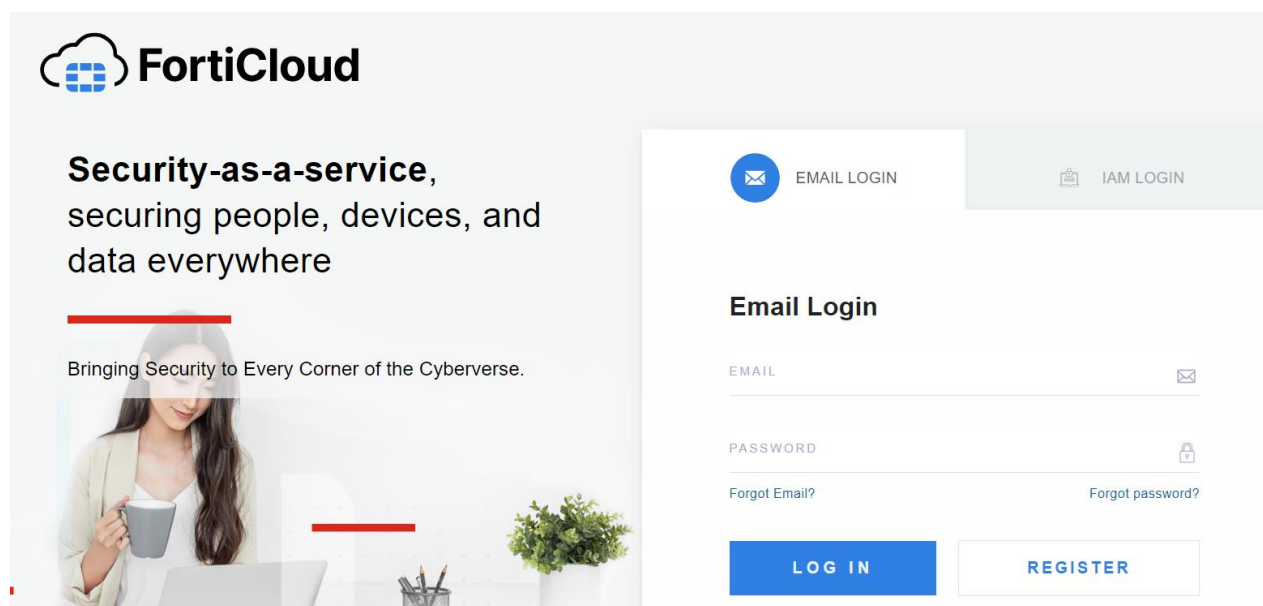 FortiCloud
Security-as-a-service,
securing people, devices, and
data everywhere
Bringing Security to Every Corner of the Cyberverse.
EMAIL LOGIN
IAM LOGIN
Email Login
EMAIL
PASSWORD
Forgot Email?
Forgot password?
LOG IN
REGISTER